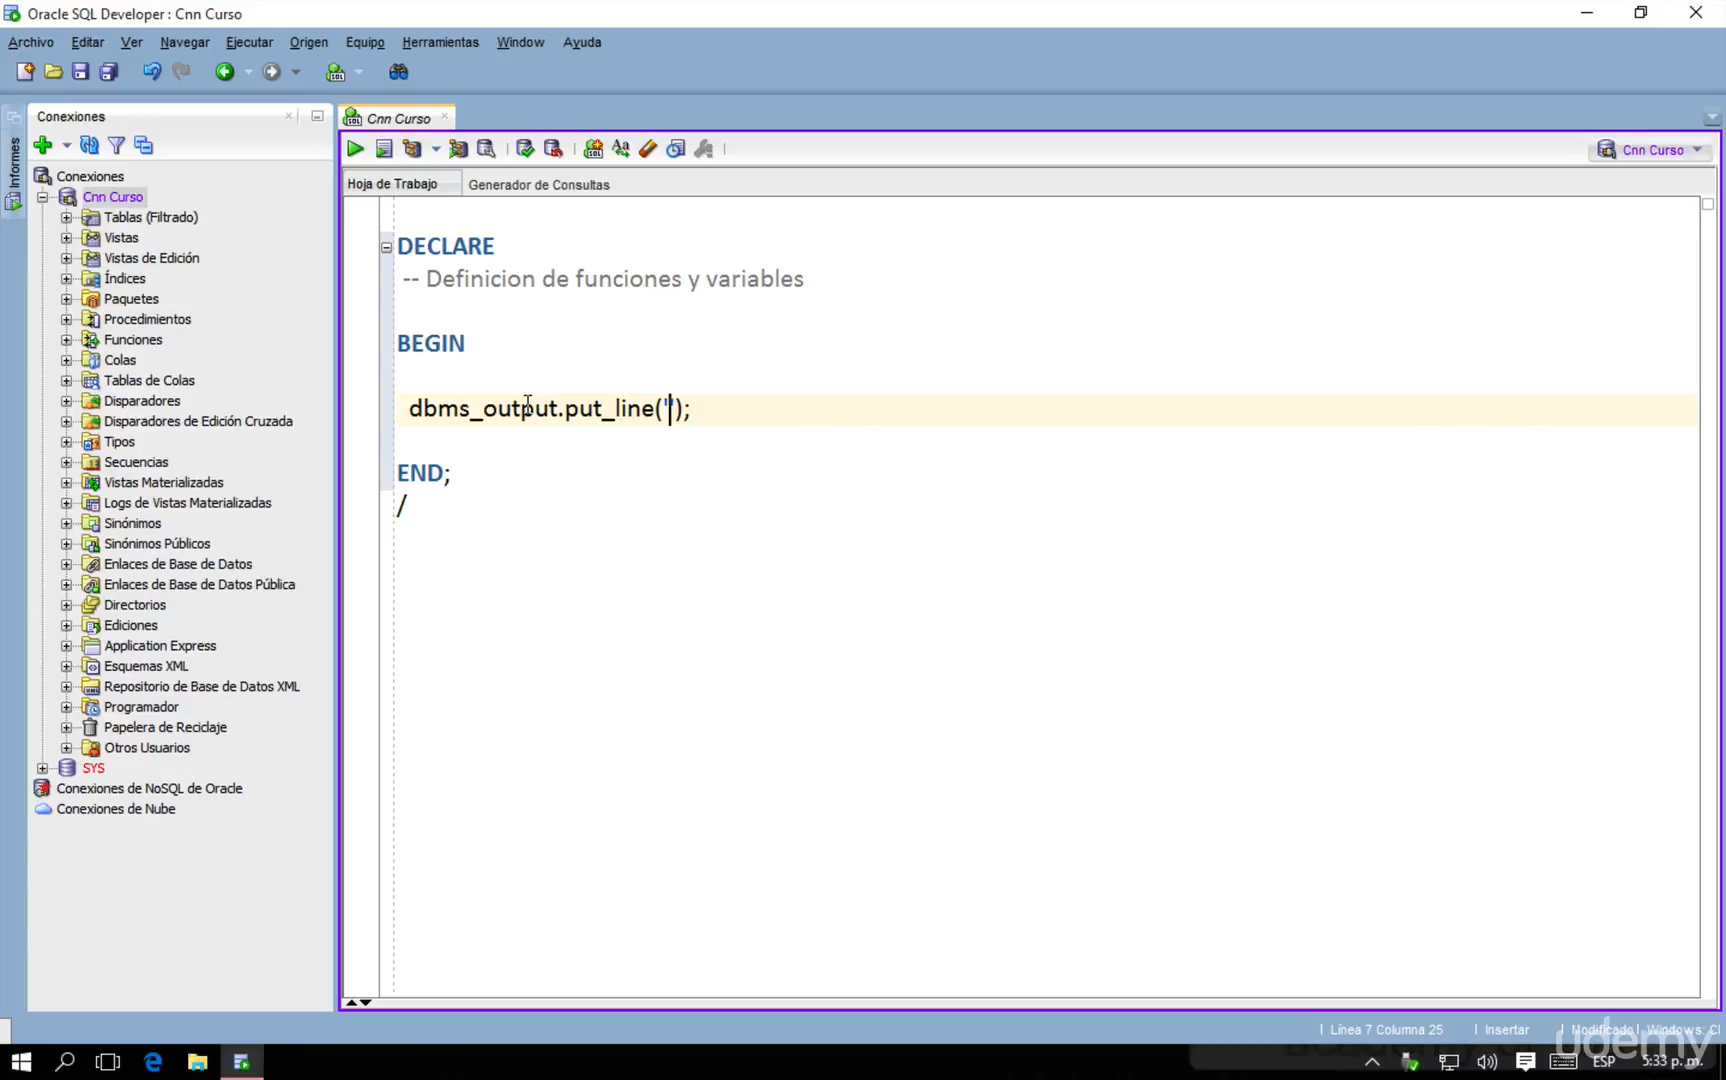 Oracle SQL Developer : Cnn Curso
Archivo Editar Ver Navegar Ejecutar Origen Equipo Herramientas Window Ayuda
Conexiones
Cnn Curso
Informes
Cnn Curso
Hoja de Trabajo Generador de Consultas
Conexiones
Cnn Curso
Tablas (Filtrado)
Vistas
Vistas de Edición
Índices
Paquetes
Procedimientos
Funciones
Colas
Tablas de Colas
Disparadores
Disparadores de Edición Cruzada
Tipos
Secuencias
Vistas Materializadas
Logs de Vistas Materializadas
Sinónimos
Sinónimos Públicos
Enlaces de Base de Datos
Enlaces de Base de Datos Pública
Directorios
Ediciones
Application Express
Esquemas XML
Repositorio de Base de Datos XML
Programador
Papelera de Reciclaje
Otros Usuarios
SYS
Conexiones de NoSQL de Oracle
Conexiones de Nube
DECLARE
-- Definicion de funciones y variables
BEGIN
dbms_output.put_line('');
END;
/
Línea 7 Columna 25 Insertar Modificado Windows: Cl
udemy
ESP 5:33 p. m.